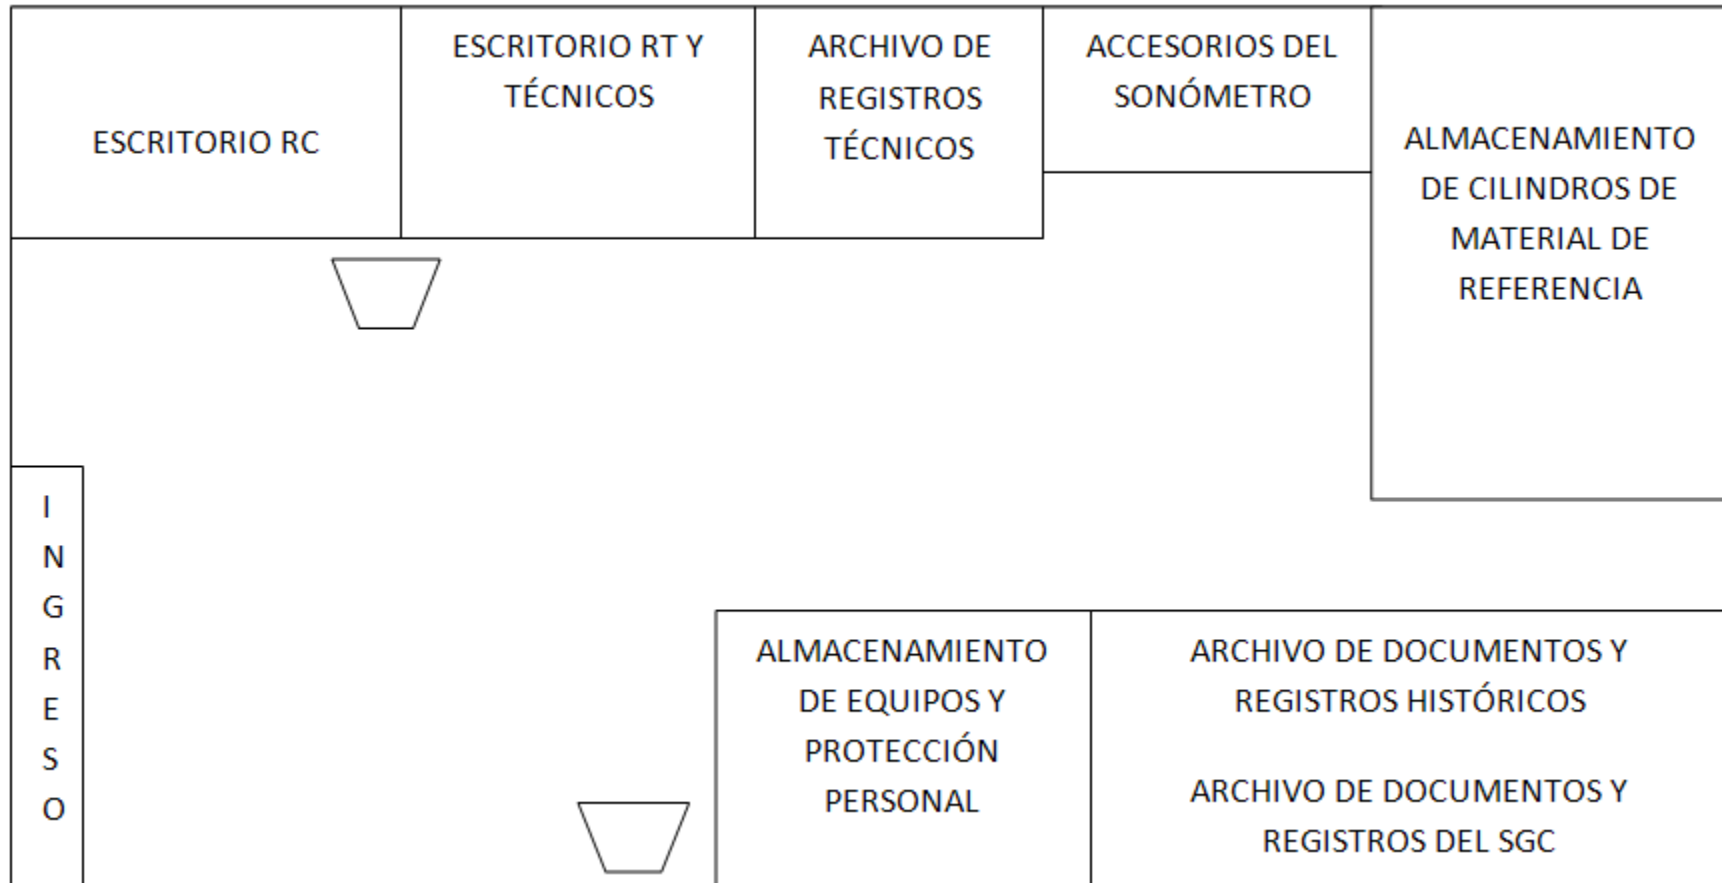 ESCRITORIO RC
ESCRITORIO RT Y
TÉCNICOS
ARCHIVO DE
REGISTROS
TÉCNICOS
ACCESORIOS DEL
SONÓMETRO
ALMACENAMIENTO
DE CILINDROS DE
MATERIAL DE
REFERENCIA
I
N
G
R
E
S
O
ALMACENAMIENTO
DE EQUIPOS Y
PROTECCIÓN
PERSONAL
ARCHIVO DE DOCUMENTOS Y
REGISTROS HISTÓRICOS
ARCHIVO DE DOCUMENTOS Y
REGISTROS DEL SGC